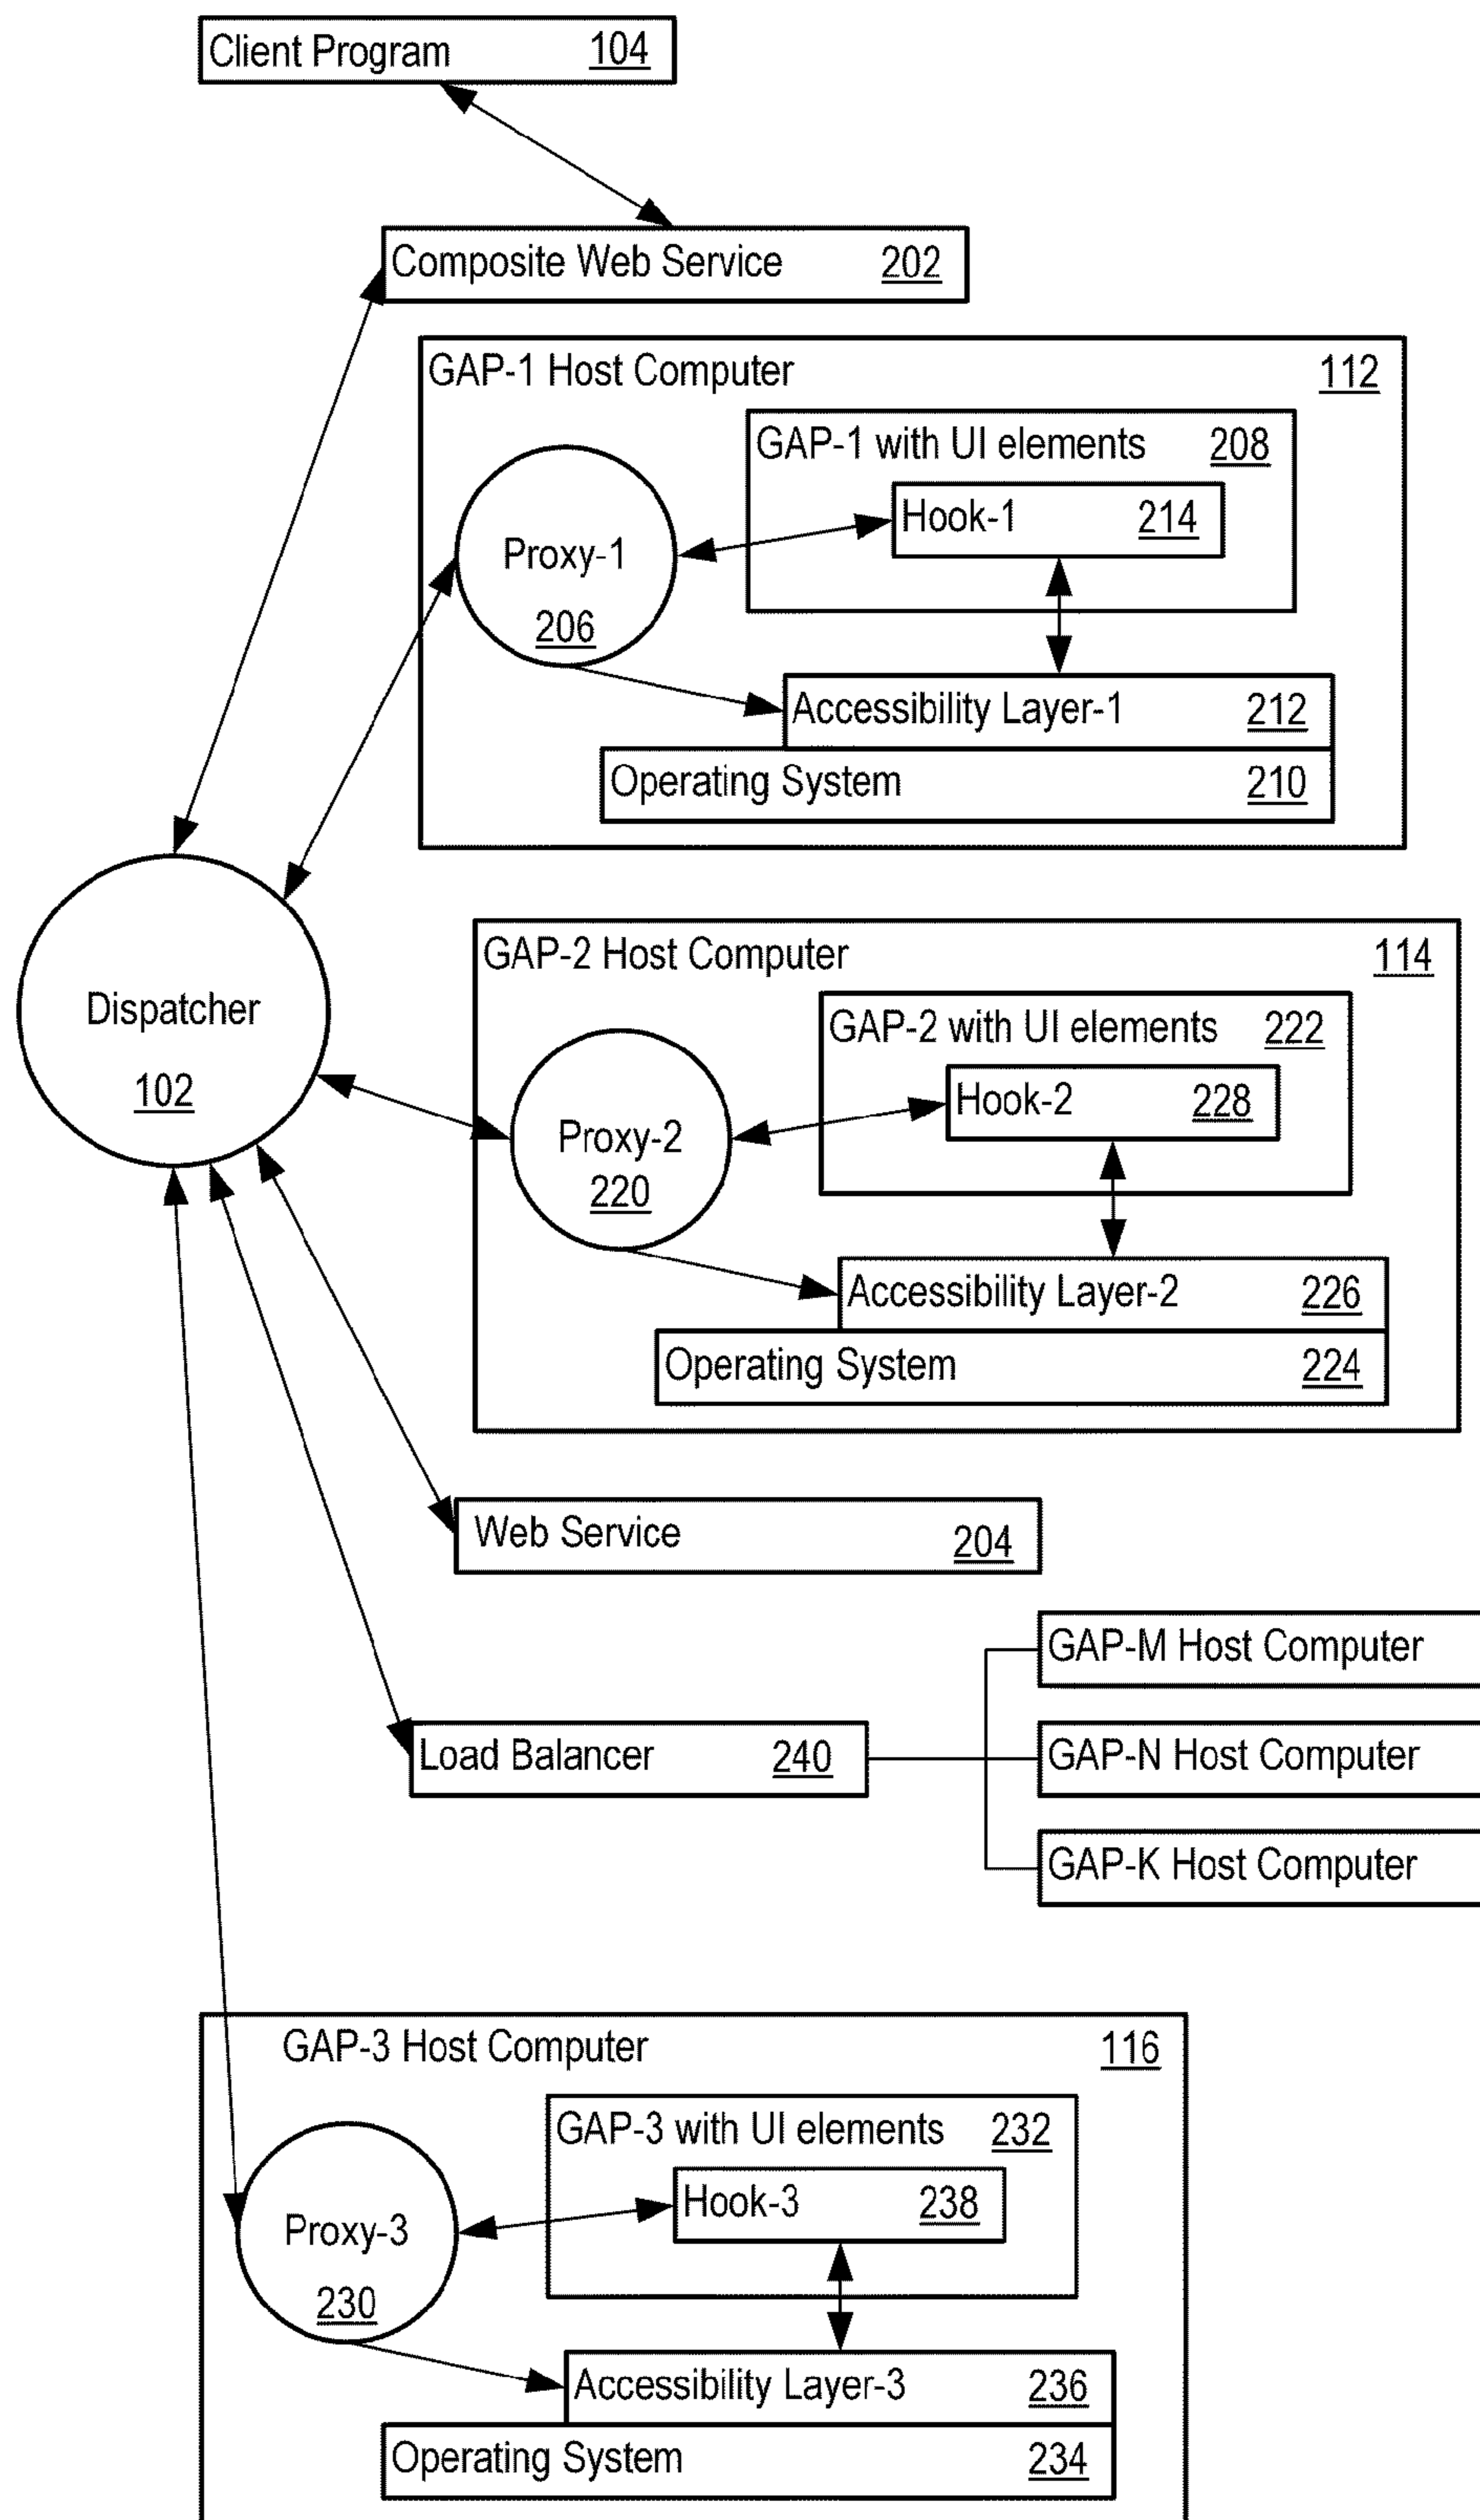 Client Program 104
Composite Web Service 202
GAP-1 Host Computer 112
GAP-1 with UI elements 208
Hook-1 214
Proxy-1
206
Accessibility Layer-1 212
Operating System 210
Dispatcher
102
GAP-2 Host Computer 114
GAP-2 with UI elements 222
Hook-2 228
Proxy-2
220
Accessibility Layer-2 226
Operating System 224
Web Service 204
GAP-M Host Computer
Load Balancer 240
GAP-N Host Computer
GAP-K Host Computer
GAP-3 Host Computer 116
GAP-3 with UI elements 232
Hook-3 238
Proxy-3
230
Accessibility Layer-3 236
Operating System 234